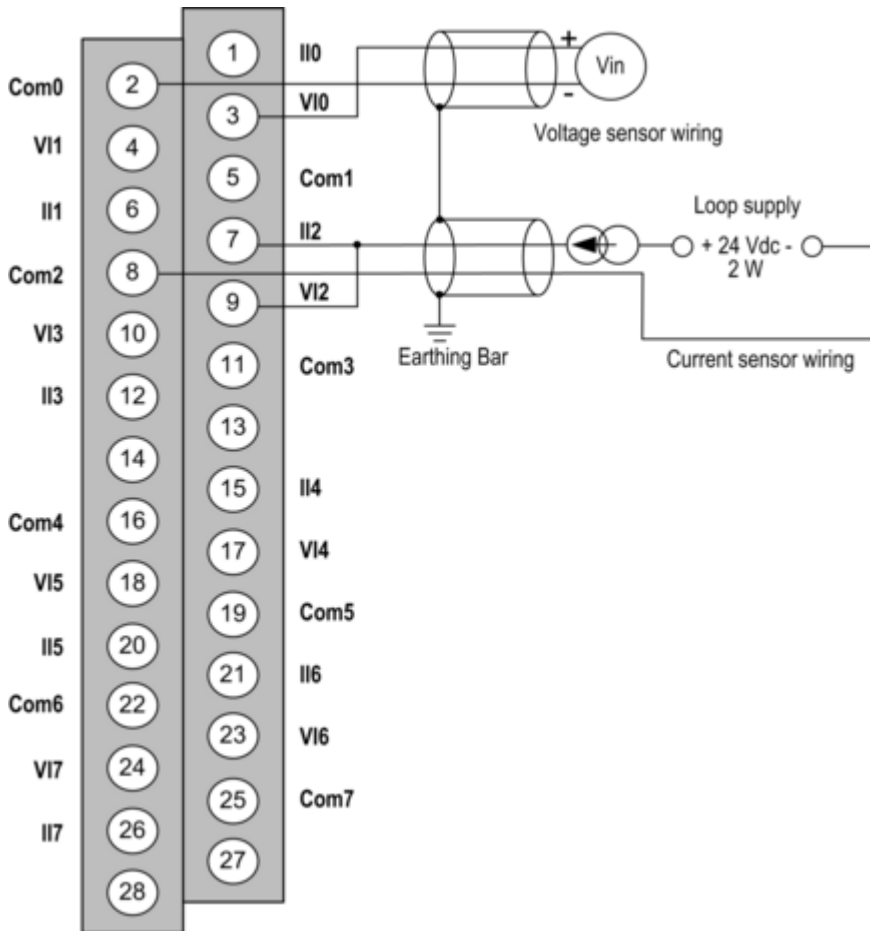 1 II0
Com0 2
3 VI0
+
Vin
-
Voltage sensor wiring
VI1 4
5 Com1
II1 6
7 II2
Loop supply
+ 24 Vdc -
2 W
Com2 8
9 VI2
Earthing Bar
Current sensor wiring
VI3 10
11 Com3
II3 12
13
14
15 II4
Com4 16
17 VI4
VI5 18
19 Com5
II5 20
21 II6
Com6 22
23 VI6
VI7 24
25 Com7
II7 26
27
28